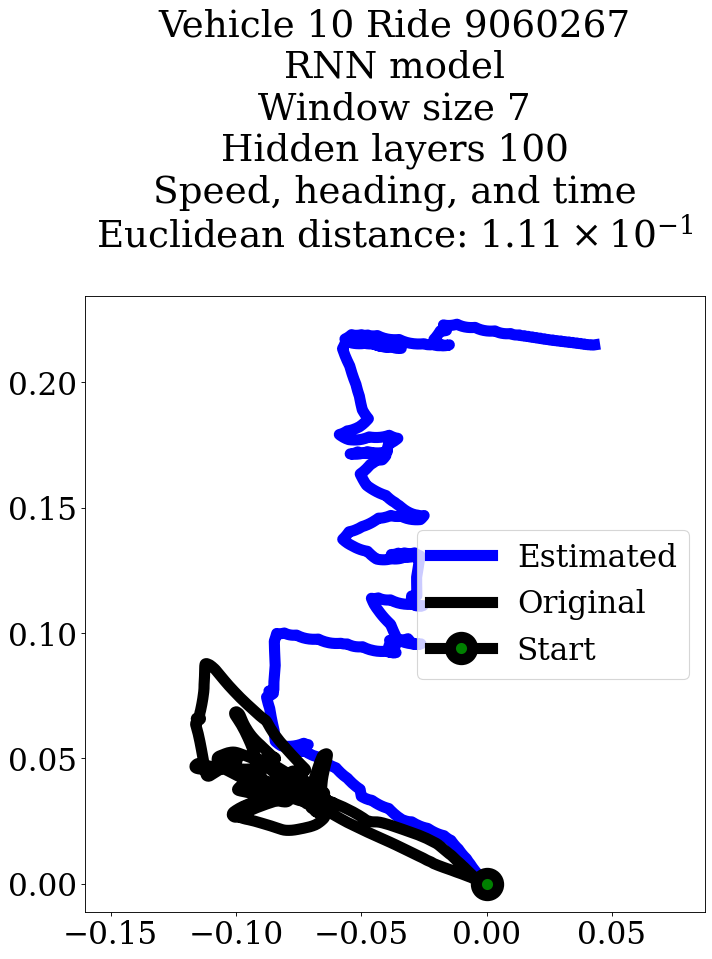 Vehicle 10 Ride 9060267
RNN model
Window size 7
Hidden layers 100
Speed, heading, and time
Euclidean distance: 1.11 × 10⁻¹
0.20
0.15
0.10
0.05
0.00
Estimated
Original
Start
−0.15 −0.10 −0.05 0.00 0.05